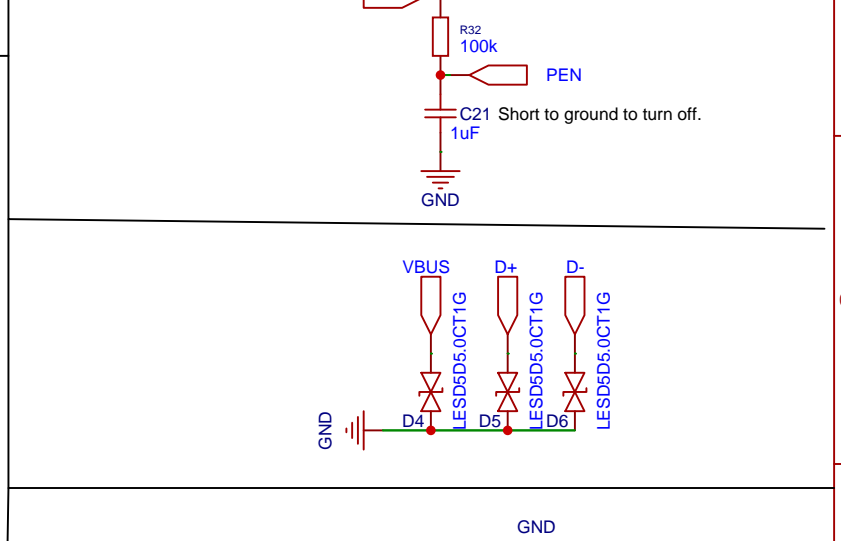 R32
100k
PEN
C21 Short to ground to turn off.
1uF
GND
VBUS D+ D-
LESD5D5.0CT1G
LESD5D5.0CT1G
LESD5D5.0CT1G
GND
D4 D5 D6
GND